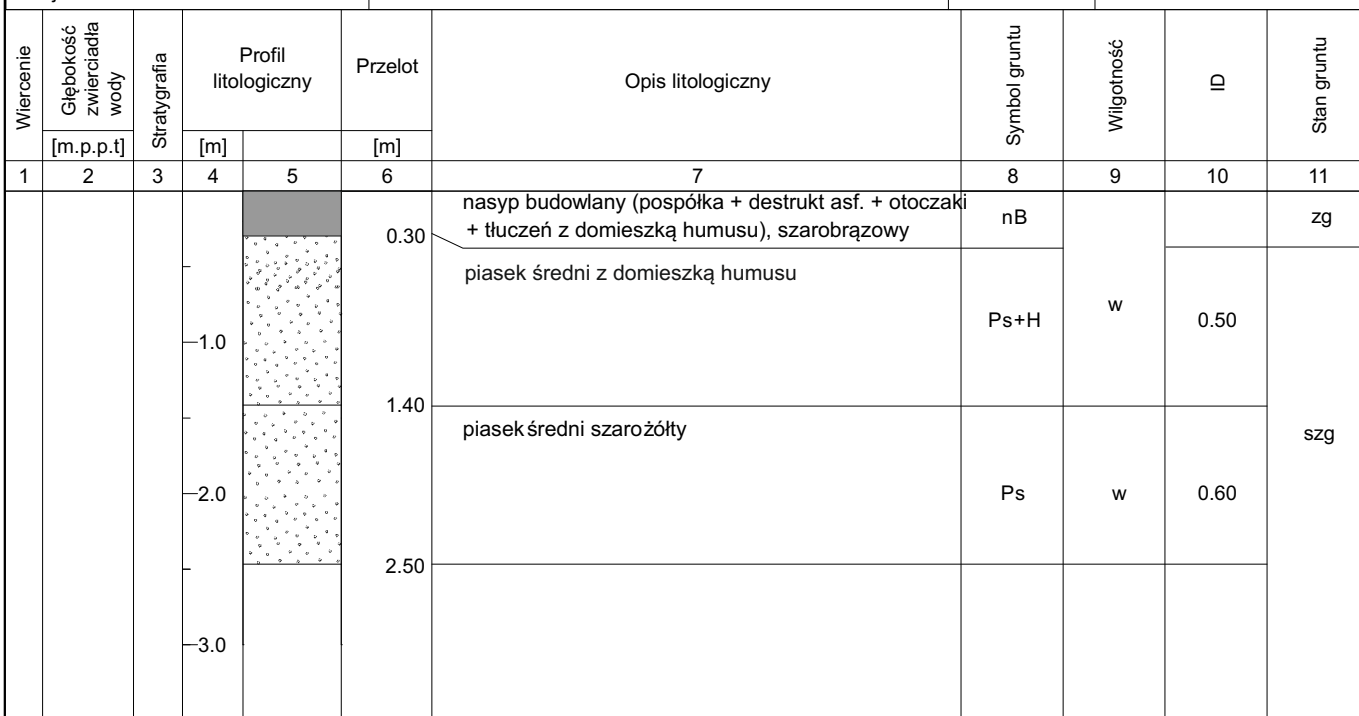 Wiercenie
Głębokość
zwierciadła
wody
[m.p.p.t]
Stratygrafia
Profil
litologiczny
[m]
Przelot
[m]
Opis litologiczny
Symbol gruntu
Wilgotność
ID
Stan gruntu
1 2 3 4 5 6 7 8 9 10 11
nasyp budowlany (pospółka + destrukt asf. + otoczaki
+ tłuczeń z domieszką humusu), szarobrązowy
nB
zg
0.30
piasek średni z domieszką humusu
Ps+H
w
0.50
1.0
1.40
piasek średni szarożółty
szg
2.0
Ps
w
0.60
2.50
3.0